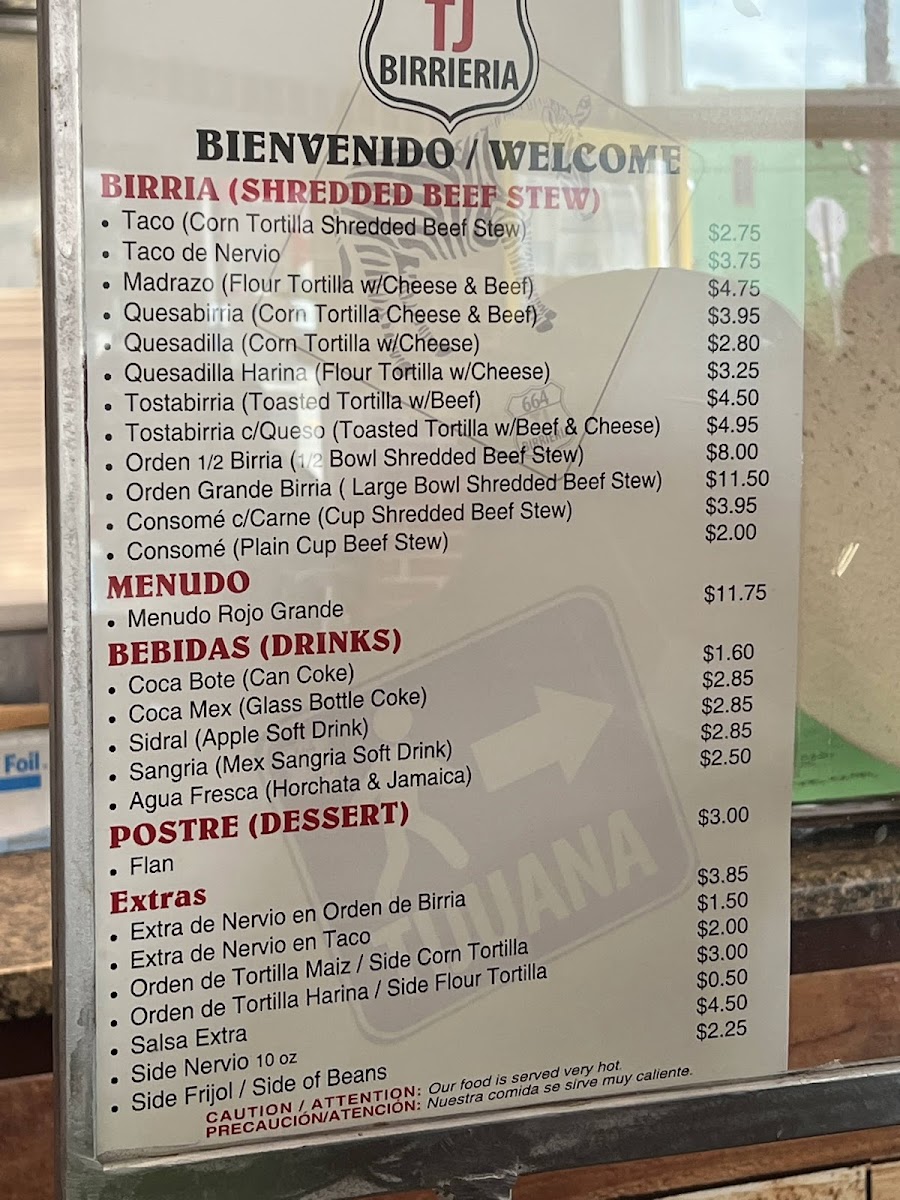 TJ
BIRRIERIA
BIENVENIDO / WELCOME
BIRRIA (SHREDDED BEEF STEW)
• Taco (Corn Tortilla Shredded Beef Stew) $2.75
• Taco de Nervio $3.75
• Madrazo (Flour Tortilla w/Cheese & Beef) $4.75
• Quesabirria (Corn Tortilla Cheese & Beef) $3.95
• Quesadilla (Corn Tortilla w/Cheese) $2.80
• Quesadilla Harina (Flour Tortilla w/Cheese) $3.25
• Tostabirria (Toasted Tortilla w/Beef) $4.50
• Tostabirria c/Queso (Toasted Tortilla w/Beef & Cheese) $4.95
• Orden 1/2 Birria (1/2 Bowl Shredded Beef Stew) $8.00
• Orden Grande Birria ( Large Bowl Shredded Beef Stew) $11.50
• Consomé c/Carne (Cup Shredded Beef Stew) $3.95
• Consomé (Plain Cup Beef Stew) $2.00
MENUDO
• Menudo Rojo Grande $11.75
BEBIDAS (DRINKS)
• Coca Bote (Can Coke) $1.60
• Coca Mex (Glass Bottle Coke) $2.85
• Sidral (Apple Soft Drink) $2.85
• Sangria (Mex Sangria Soft Drink) $2.85
• Agua Fresca (Horchata & Jamaica) $2.50
POSTRE (DESSERT)
• Flan $3.00
Extras
• Extra de Nervio en Orden de Birria $3.85
• Extra de Nervio en Taco $1.50
• Orden de Tortilla Maiz / Side Corn Tortilla $2.00
• Orden de Tortilla Harina / Side Flour Tortilla $3.00
• Salsa Extra $0.50
• Side Nervio 10 oz $4.50
• Side Frijol / Side of Beans $2.25
CAUTION / ATTENTION: Our food is served very hot.
PRECAUCIÓN/ATENCIÓN: Nuestra comida se sirve muy caliente.
664
BIRRIERIA
TIJUANA
Foil